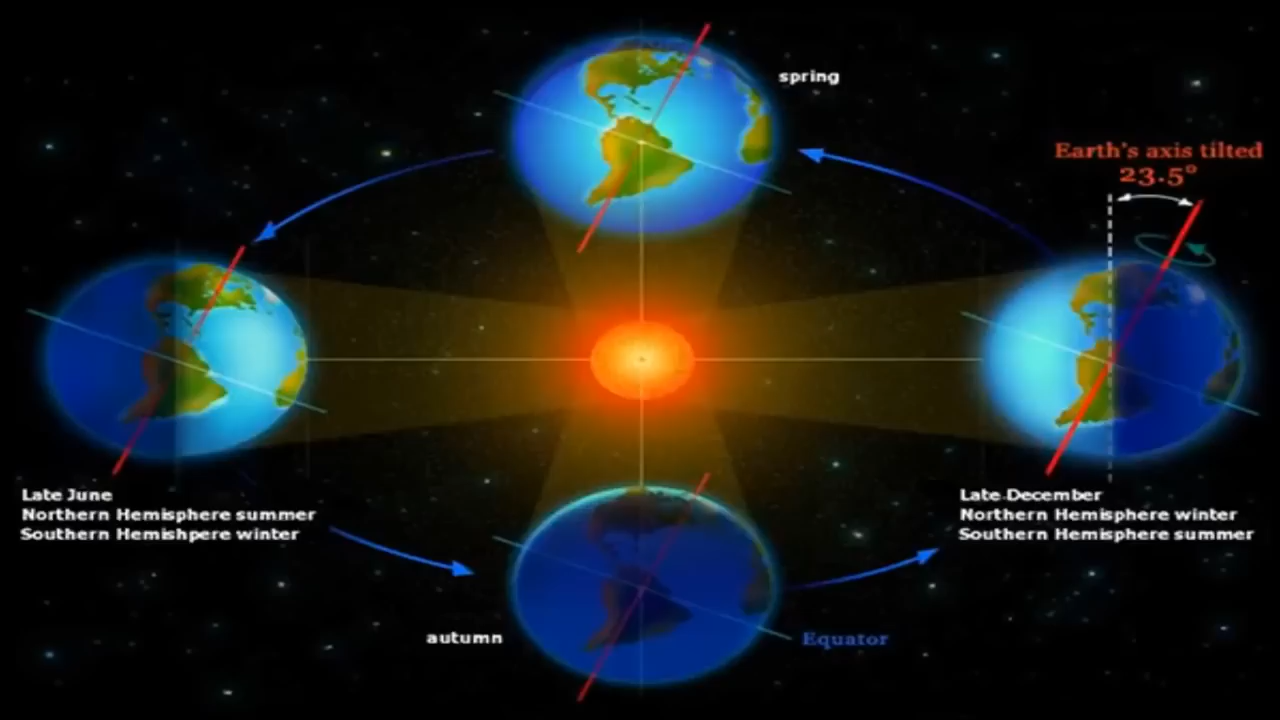 spring
Earth's axis tilted
23.5°
Late June
Northern Hemisphere summer
Southern Hemishpere winter
Late December
Northern Hemisphere winter
Southern Hemisphere summer
autumn
Equator